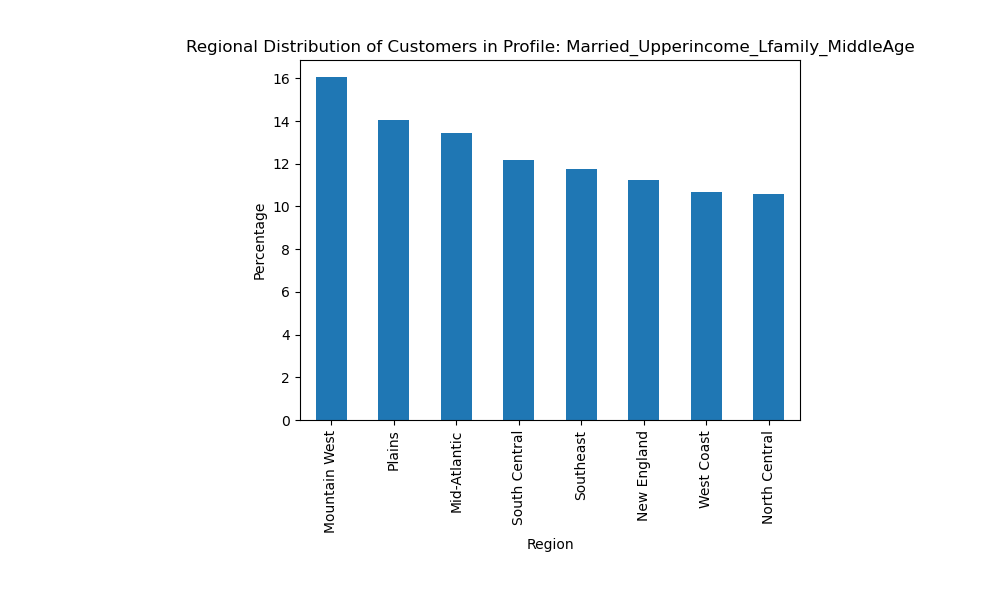 Regional Distribution of Customers in Profile: Married_Upperincome_Lfamily_MiddleAge
Percentage
16
14
12
10
8
6
4
2
0
Mountain West
Plains
Mid-Atlantic
South Central
Southeast
New England
West Coast
North Central
Region